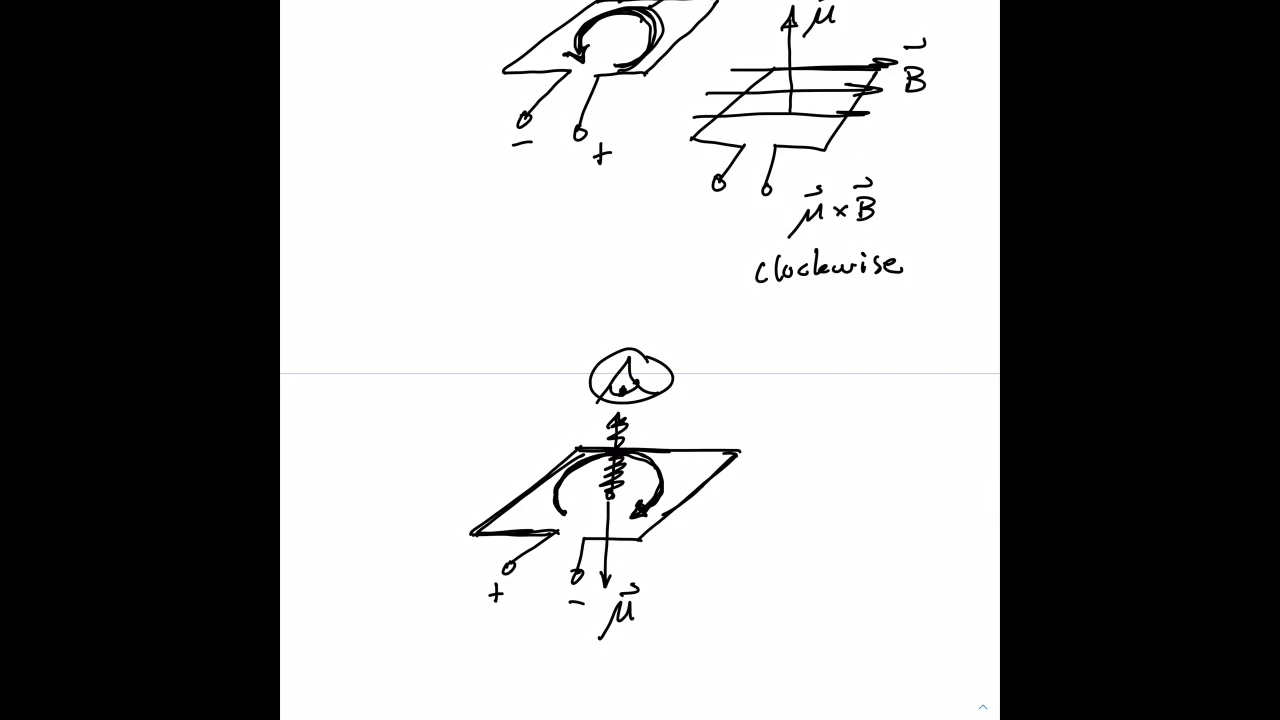 μ⃗
B⃗
−
+
μ⃗ × B⃗
clockwise
+
−
μ⃗